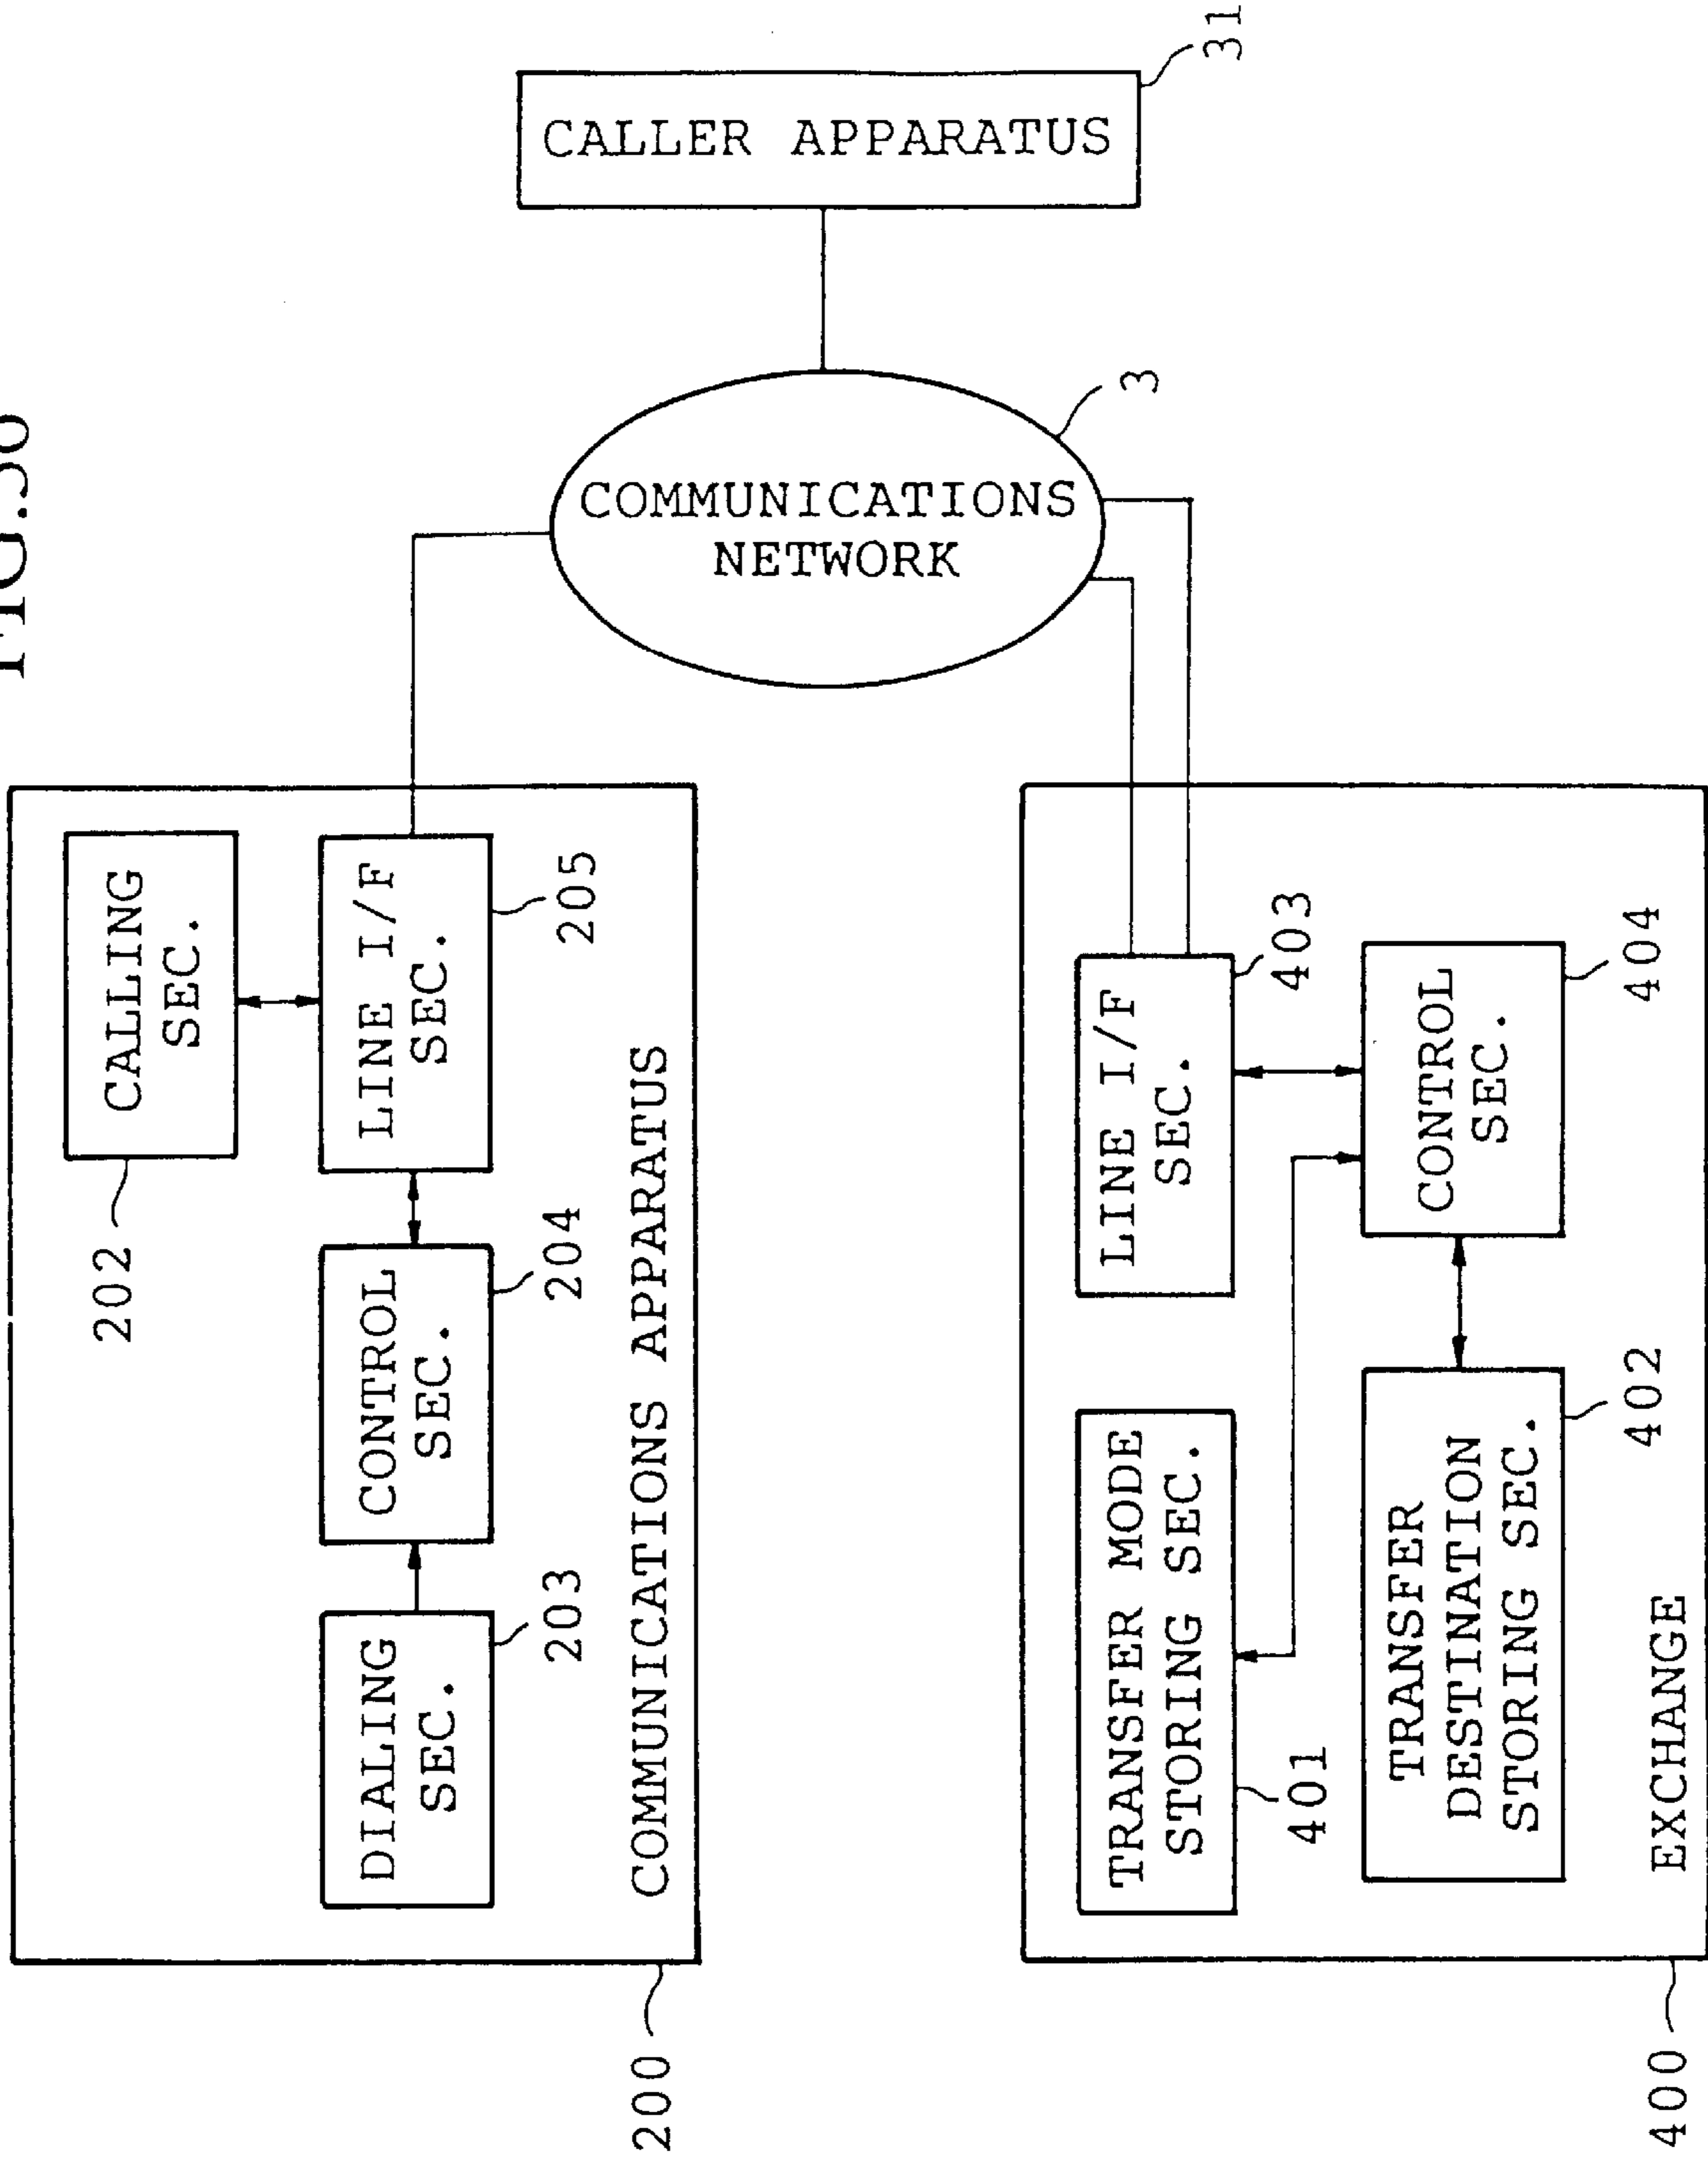 FIG.
202
CALLING
SEC.
DIALING
SEC.
203
CONTROL
SEC.
204
LINE I/F
SEC.
205
200
COMMUNICATIONS APPARATUS
COMMUNICATIONS
NETWORK
3
CALLER APPARATUS
31
TRANSFER MODE
STORING SEC.
401
LINE I/F
SEC.
403
TRANSFER
DESTINATION
STORING SEC.
402
CONTROL
SEC.
404
400
EXCHANGE